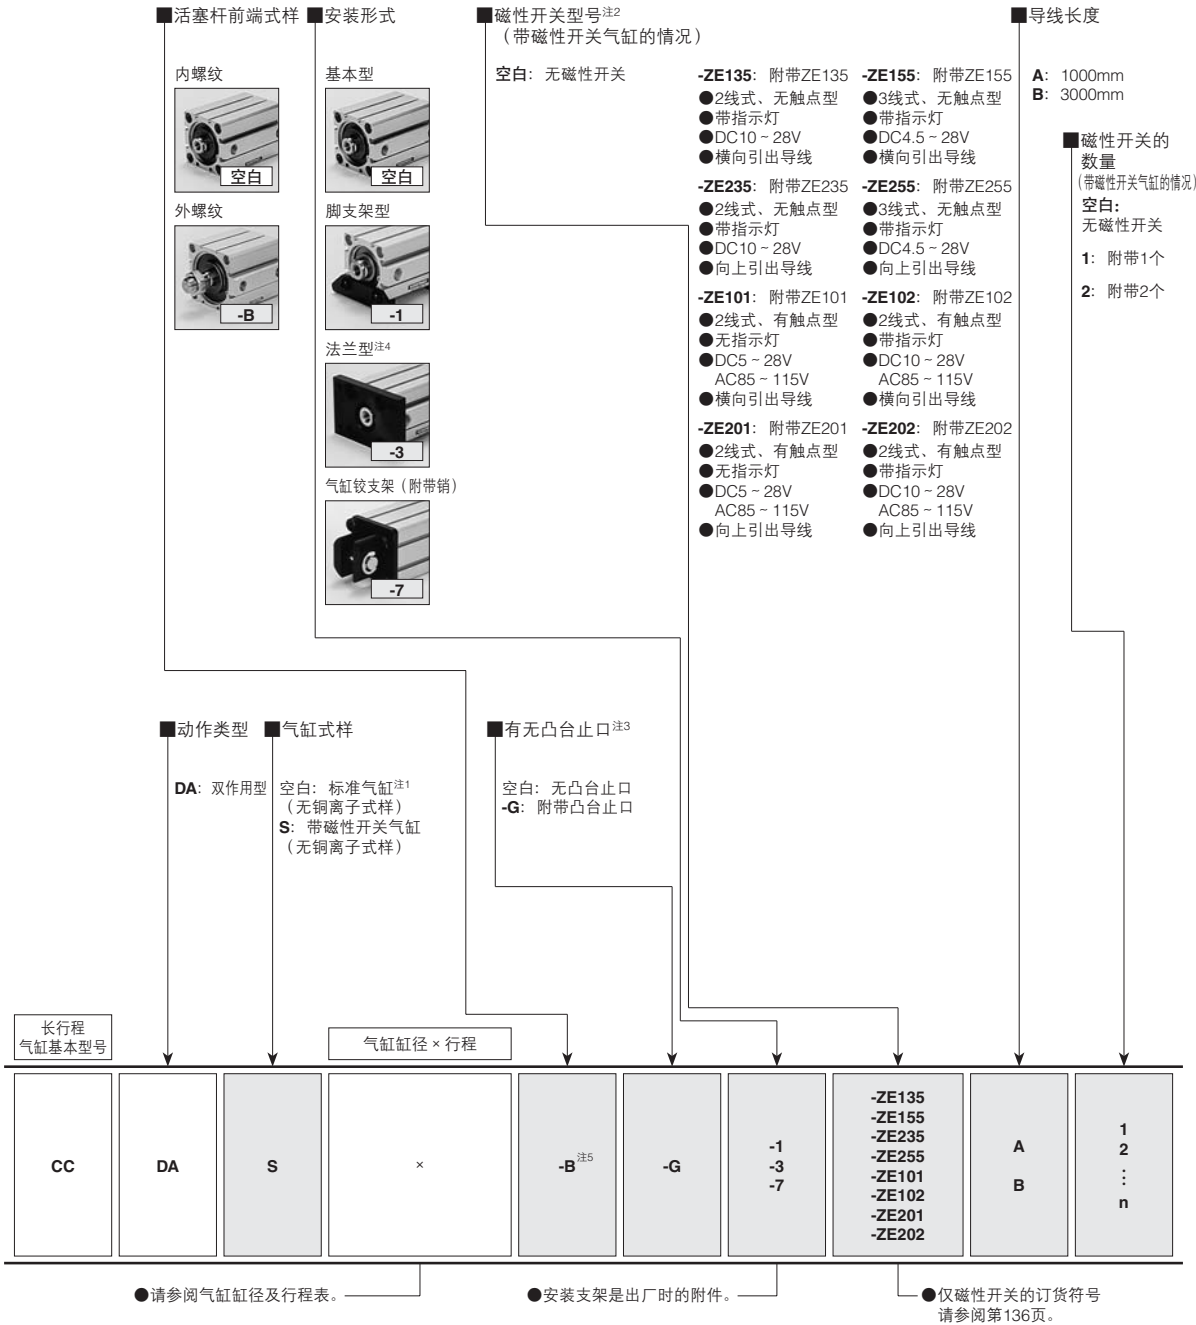 ■活塞杆前端式样
内螺纹
空白
外螺纹
-B
■安装形式
基本型
空白
脚支架型
-1
法兰型注4
-3
气缸铰支架（附带销）
-7
■磁性开关型号注2
（带磁性开关气缸的情况）
空白：无磁性开关
-ZE135：附带ZE135
●2线式、无触点型
●带指示灯
●DC10～28V
●横向引出导线
-ZE155：附带ZE155
●3线式、无触点型
●带指示灯
●DC4.5～28V
●横向引出导线
-ZE235：附带ZE235
●2线式、无触点型
●带指示灯
●DC10～28V
●向上引出导线
-ZE255：附带ZE255
●3线式、无触点型
●带指示灯
●DC4.5～28V
●向上引出导线
-ZE101：附带ZE101
●2线式、有触点型
●无指示灯
●DC5～28V
AC85～115V
●横向引出导线
-ZE102：附带ZE102
●2线式、有触点型
●带指示灯
●DC10～28V
AC85～115V
●横向引出导线
-ZE201：附带ZE201
●2线式、有触点型
●无指示灯
●DC5～28V
AC85～115V
●向上引出导线
-ZE202：附带ZE202
●2线式、有触点型
●带指示灯
●DC10～28V
AC85～115V
●向上引出导线
■导线长度
A：1000mm
B：3000mm
■磁性开关的
数量
（带磁性开关气缸的情况）
空白：
无磁性开关
1：附带1个
2：附带2个
■动作类型
DA：双作用型
■气缸式样
空白：标准气缸注1
（无铜离子式样）
S：带磁性开关气缸
（无铜离子式样）
■有无凸台止口注3
空白：无凸台止口
-G：附带凸台止口
长行程
气缸基本型号
气缸缸径×行程
CC
DA
S
×
-B注5
-G
-1
-3
-7
-ZE135
-ZE155
-ZE235
-ZE255
-ZE101
-ZE102
-ZE201
-ZE202
A
B
1
2
⋮
n
●请参阅气缸缸径及行程表。
●安装支架是出厂时的附件。
●仅磁性开关的订货符号
请参阅第136页。